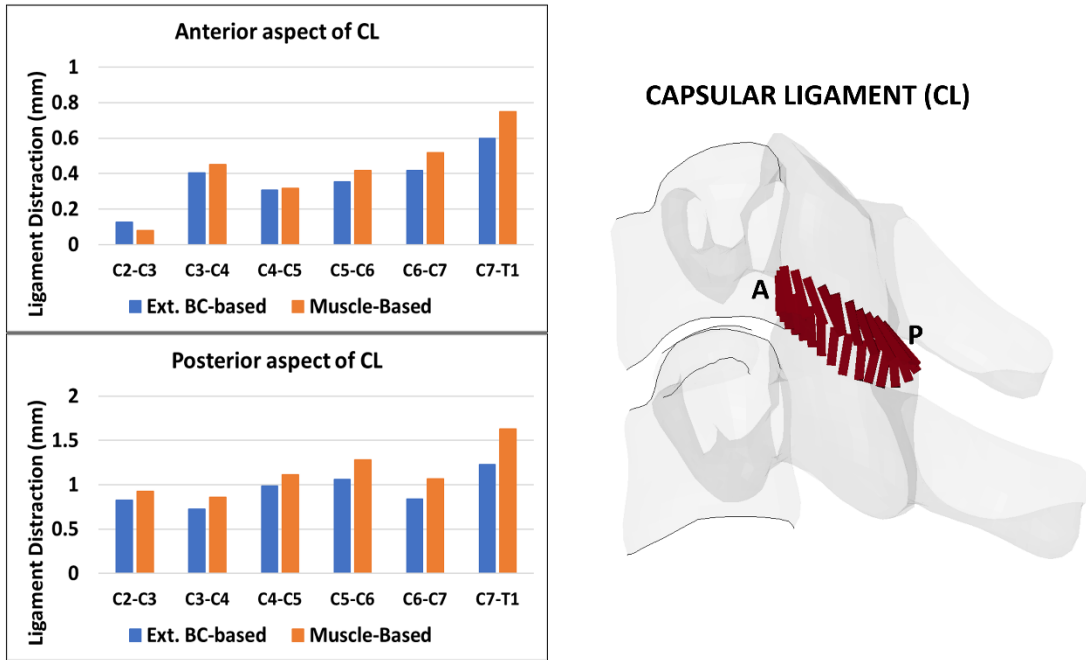 Anterior aspect of CL
Ligament Distraction (mm)
1
0.8
0.6
0.4
0.2
0
C2-C3 C3-C4 C4-C5 C5-C6 C6-C7 C7-T1
Ext. BC-based Muscle-Based
Posterior aspect of CL
Ligament Distraction (mm)
2
1.5
1
0.5
0
C2-C3 C3-C4 C4-C5 C5-C6 C6-C7 C7-T1
Ext. BC-based Muscle-Based
CAPSULAR LIGAMENT (CL)
A
P